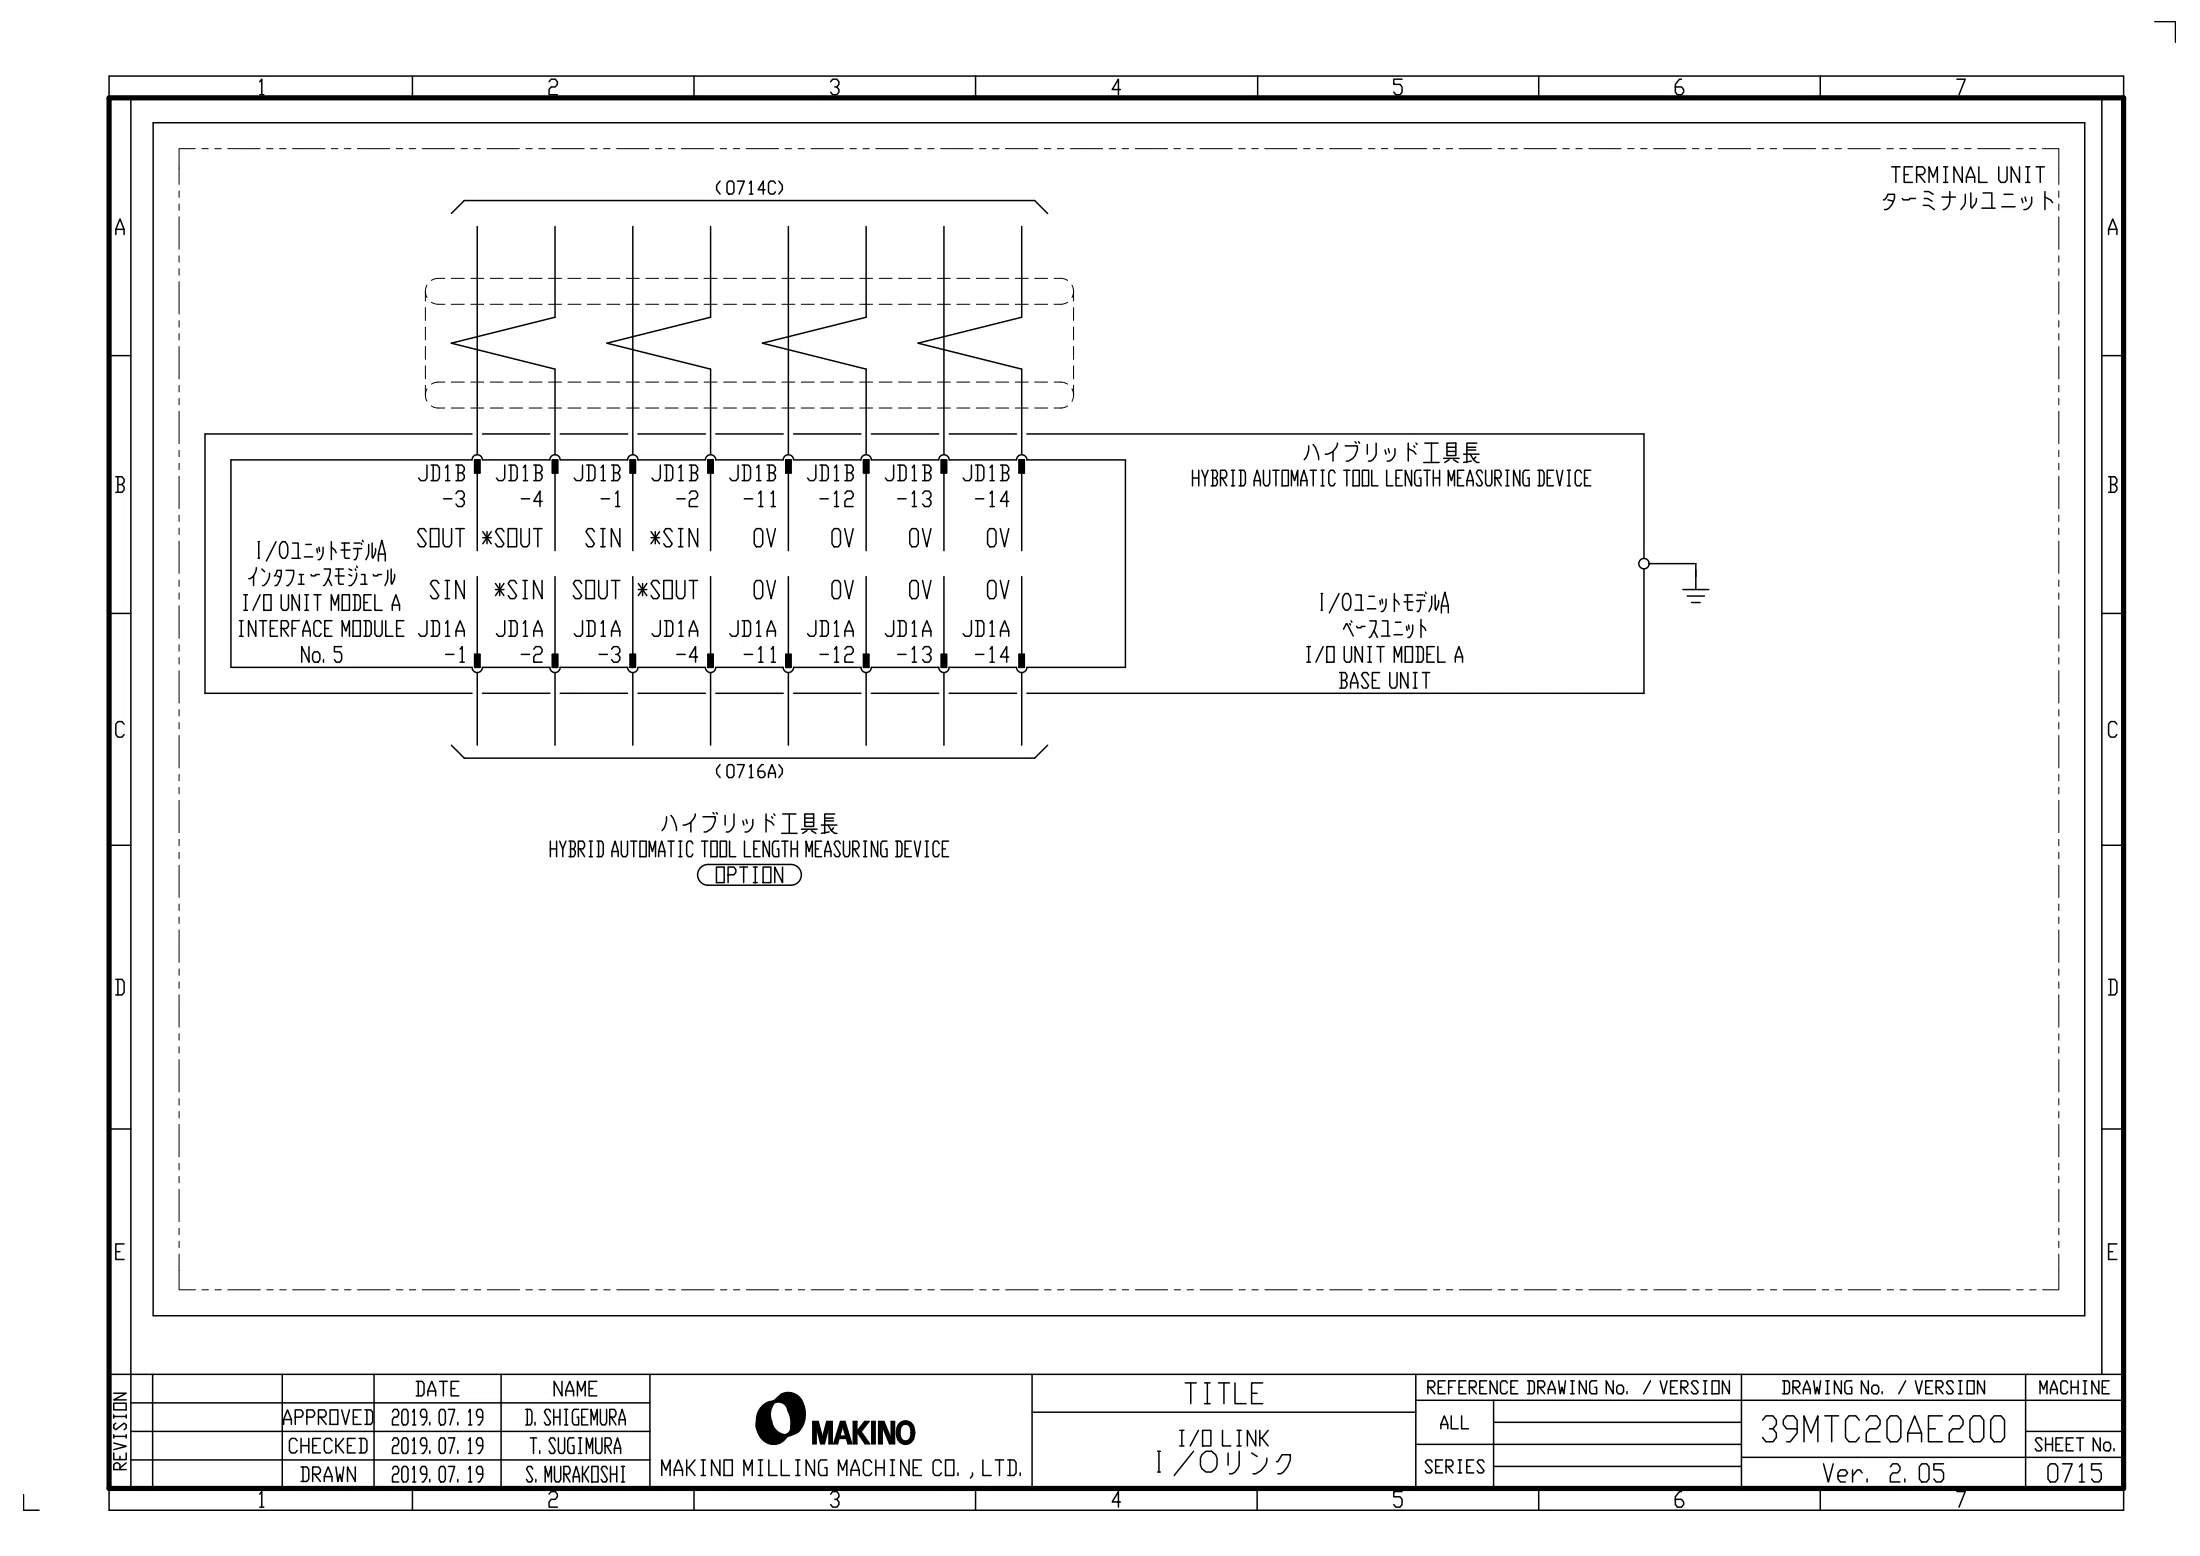 1 2 3 4 5 6 7
TERMINAL UNIT
ターミナルユニット
(0714C)
A A
B B
C C
D D
E E
ハイブリッド工具長
HYBRID AUTOMATIC TOOL LENGTH MEASURING DEVICE
JD1B JD1B JD1B JD1B JD1B JD1B JD1B JD1B
-3 -4 -1 -2 -11 -12 -13 -14
SOUT *SOUT SIN *SIN 0V 0V 0V 0V
I/OユニットモデルA
インタフェースモジュール
I/O UNIT MODEL A
INTERFACE MODULE
No. 5
SIN *SIN SOUT *SOUT 0V 0V 0V 0V
JD1A JD1A JD1A JD1A JD1A JD1A JD1A JD1A
-1 -2 -3 -4 -11 -12 -13 -14
I/OユニットモデルA
ベースユニット
I/O UNIT MODEL A
BASE UNIT
(0716A)
ハイブリッド工具長
HYBRID AUTOMATIC TOOL LENGTH MEASURING DEVICE
OPTION
REVISION
DATE NAME
APPROVED 2019.07.19 D. SHIGEMURA
CHECKED 2019.07.19 T. SUGIMURA
DRAWN 2019.07.19 S. MURAKOSHI
MAKINO
MAKINO MILLING MACHINE CO., LTD.
TITLE
I/O LINK
I/Oリンク
REFERENCE DRAWING No. / VERSION
ALL
SERIES
DRAWING No. / VERSION
39MTC20AE200
Ver. 2.05
MACHINE
SHEET No.
0715
1 2 3 4 5 6 7